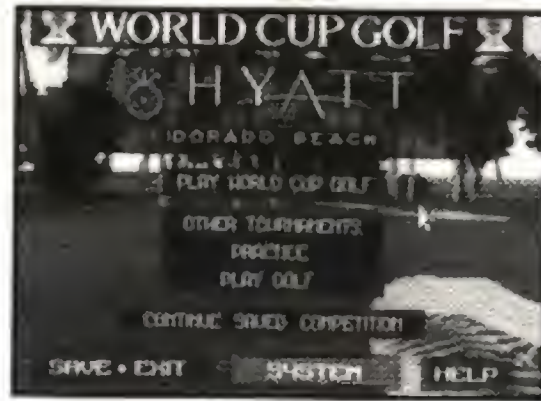 WORLD CUP GOLF
HYATT
DORADO BEACH
PLAY WORLD CUP GOLF
OTHER TOURNAMENTS
PRACTICE
PLAY GOLF
CONTINUE SAVED COMPETITION
SAVE • EXIT SYSTEM HELP